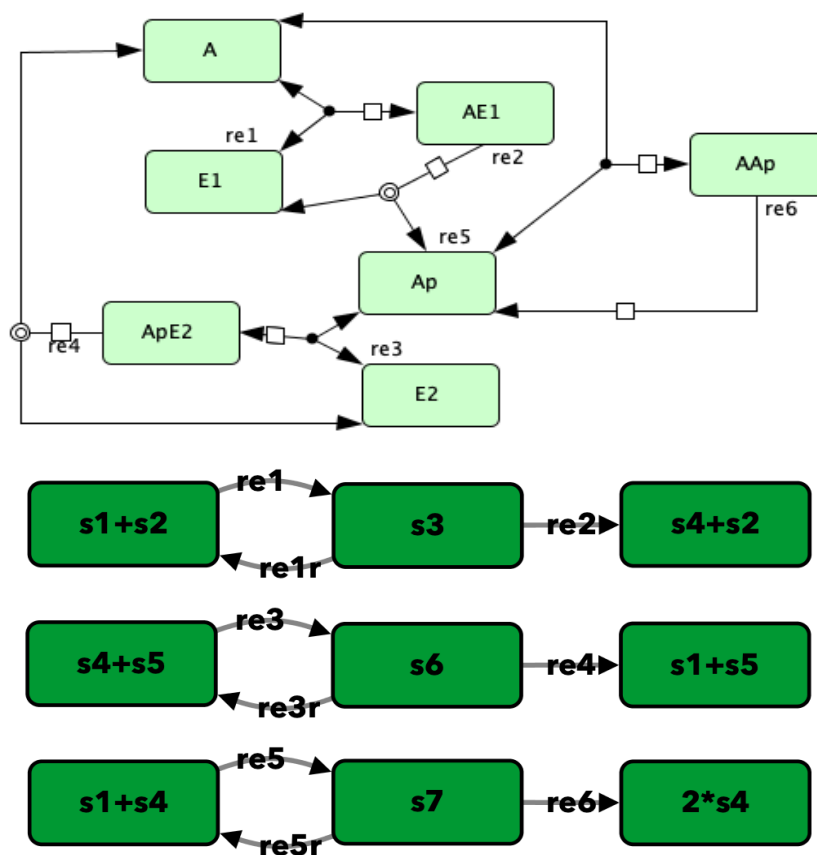 A
AE1
re1
re2
E1
AAp
re6
re5
Ap
ApE2
re4
re3
E2
re1
s1+s2
s3
re2
s4+s2
re1r
re3
s4+s5
s6
re4
s1+s5
re3r
re5
s1+s4
s7
re6
2*s4
re5r